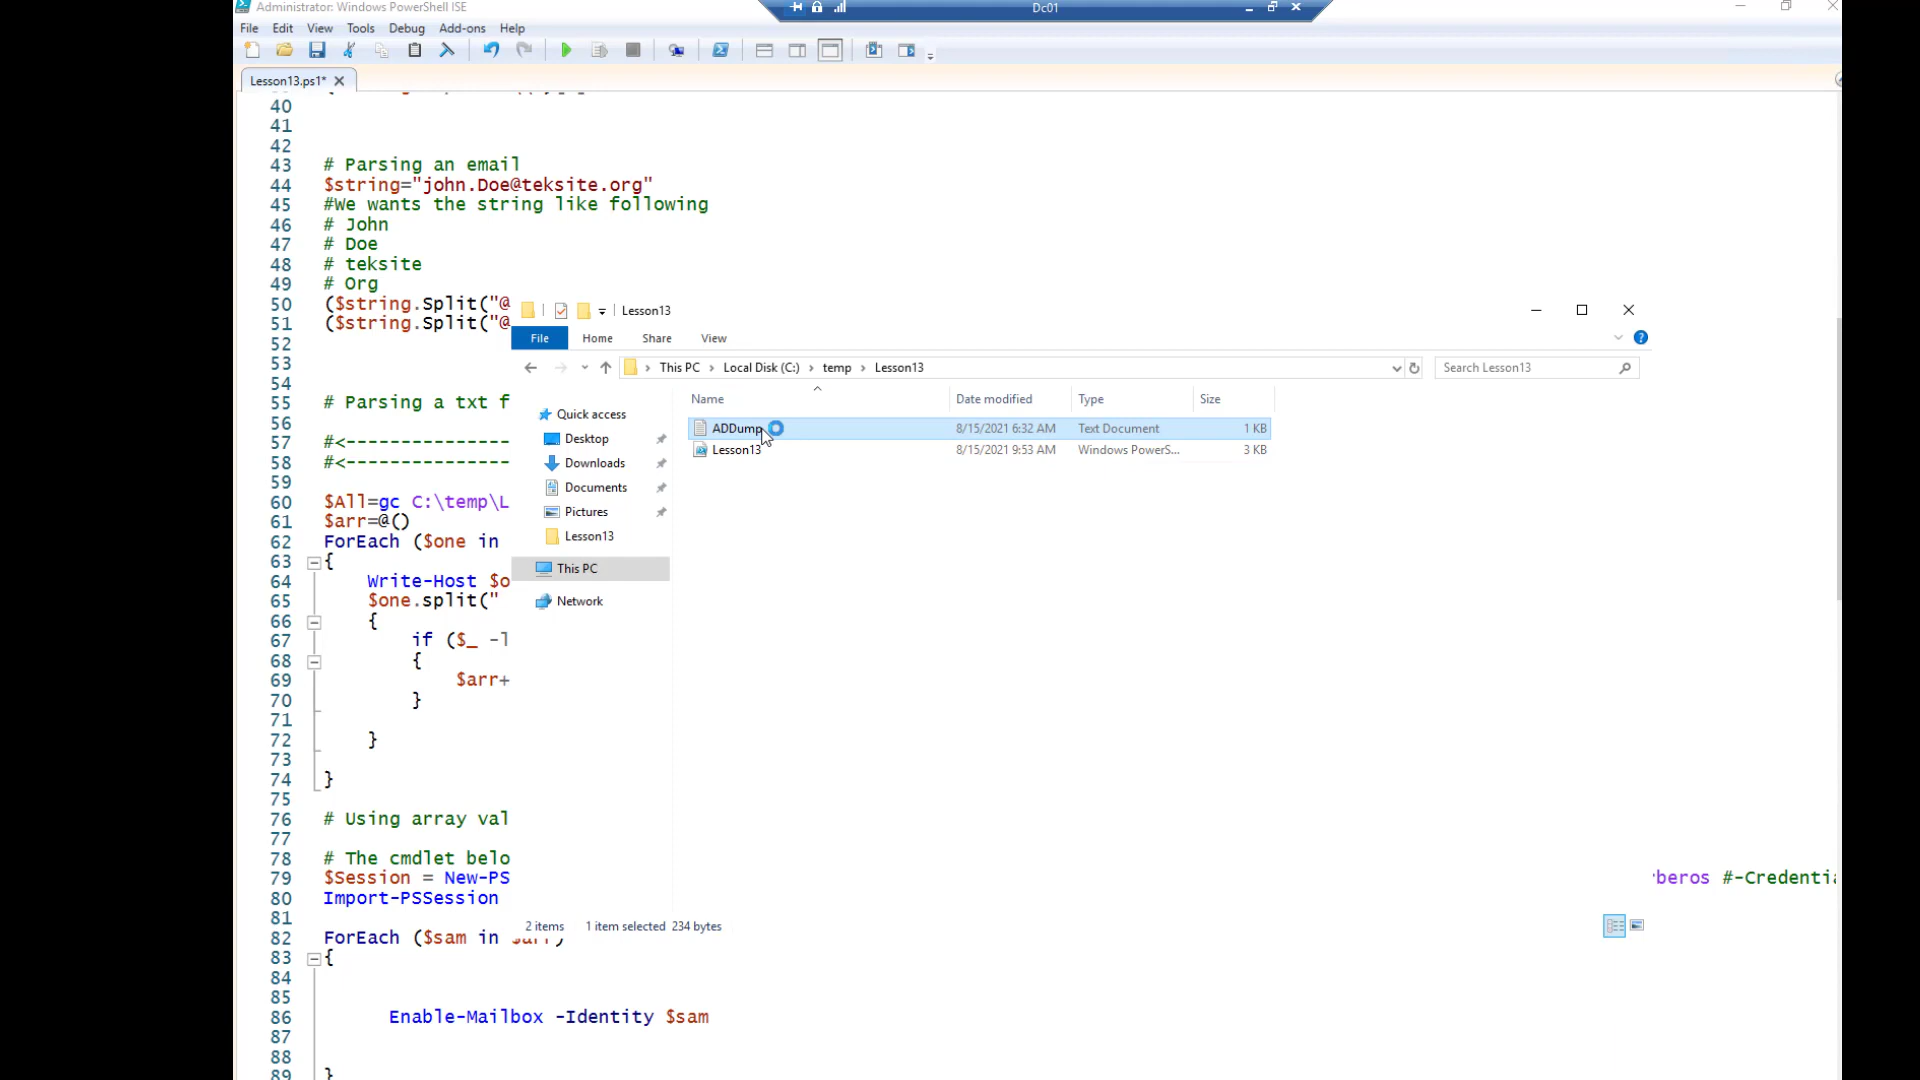 Administrator: Windows PowerShell ISE
Dc01
File Edit View Tools Debug Add-ons Help
Lesson13.ps1*
40
41
42
43 # Parsing an email
44 $string="john.Doe@teksite.org"
45 #We wants the string like following
46 # John
47 # Doe
48 # teksite
49 # Org
50 ($string.Split("@
51 ($string.Split("@
52
53
54
55 # Parsing a txt f
56
57 #<---------------
58 #<---------------
59
60 $All=gc C:\temp\L
61 $arr=@()
62 ForEach ($one in
63 {
64 Write-Host $o
65 $one.split("
66 {
67 if ($_ -l
68 {
69 $arr+
70 }
71
72 }
73
74 }
75
76 # Using array val
77
78 # The cmdlet belo
79 $Session = New-PS
beros #-Credentia
80 Import-PSSession
81
82 ForEach ($sam in $arr)
83 {
84
85
86 Enable-Mailbox -Identity $sam
87
88
89 }
Lesson13
File Home Share View
This PC > Local Disk (C:) > temp > Lesson13
Search Lesson13
Name Date modified Type Size
ADDump 8/15/2021 6:32 AM Text Document 1 KB
Lesson13 8/15/2021 9:53 AM Windows PowerS... 3 KB
Quick access
Desktop
Downloads
Documents
Pictures
Lesson13
This PC
Network
2 items 1 item selected 234 bytes